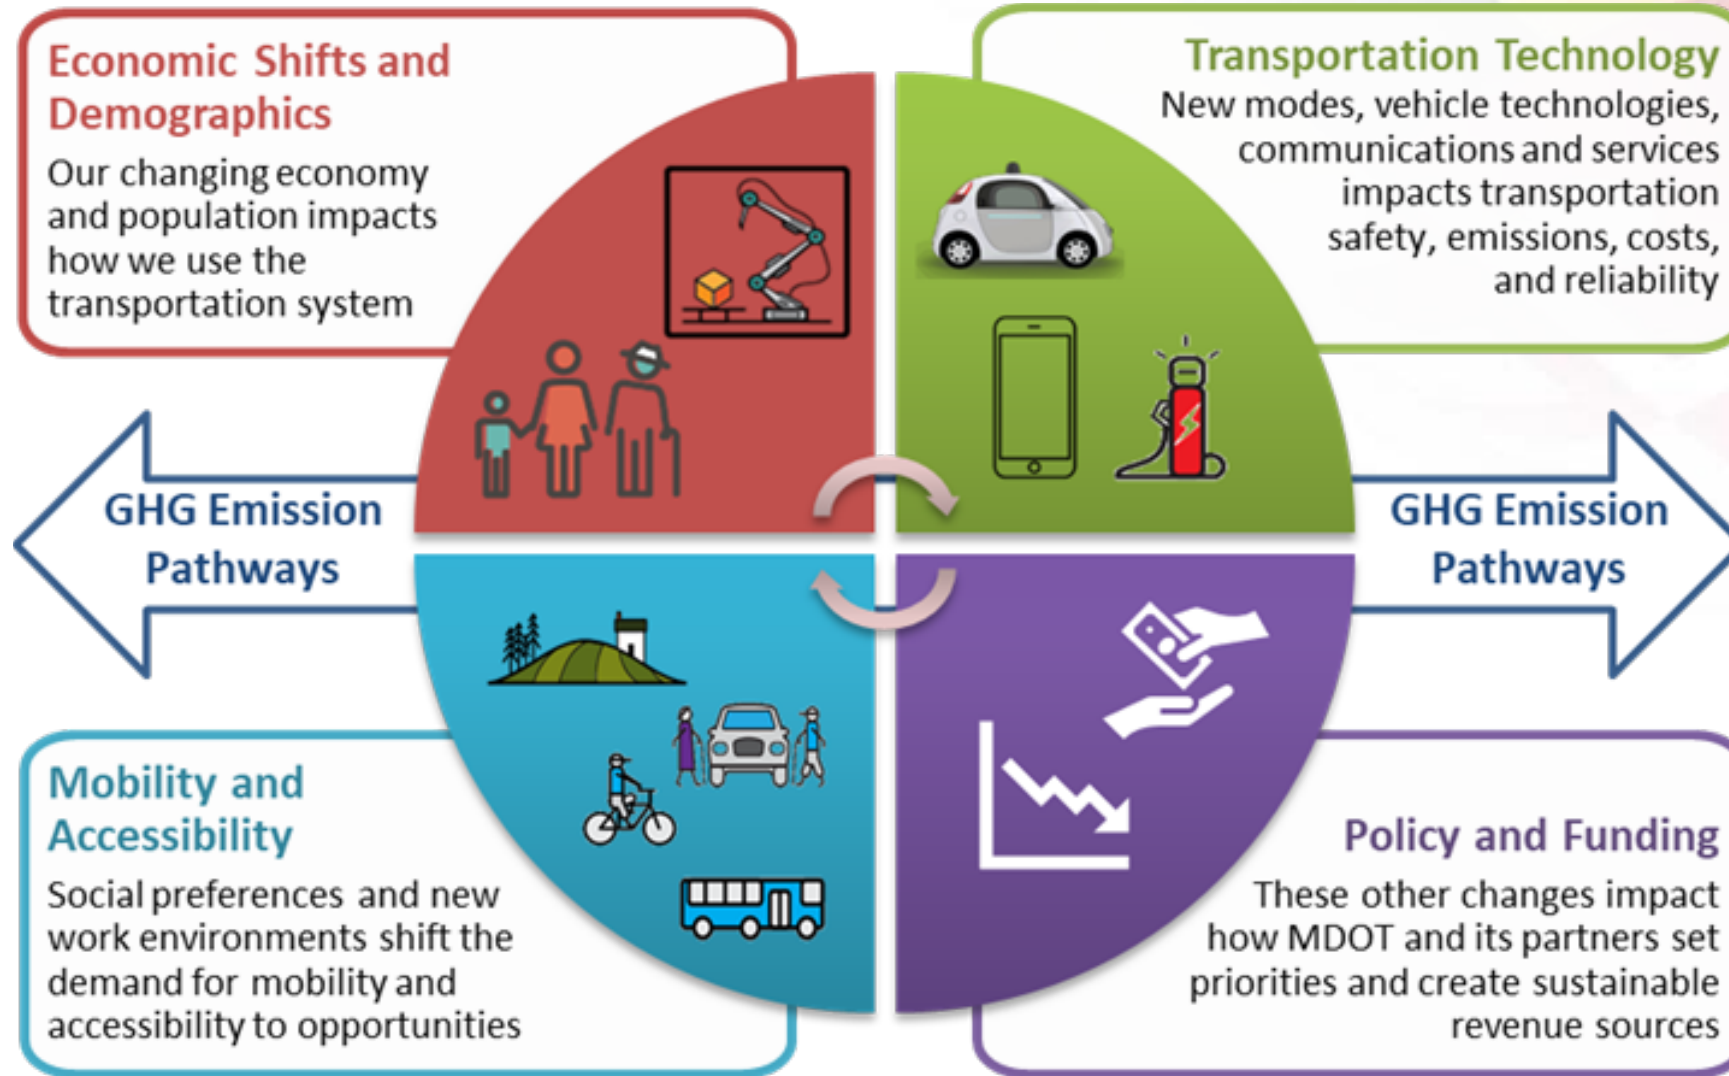 Economic Shifts and
Demographics
Our changing economy
and population impacts
how we use the
transportation system
Transportation Technology
New modes, vehicle technologies,
communications and services
impacts transportation
safety, emissions, costs,
and reliability
GHG Emission
Pathways
GHG Emission
Pathways
Mobility and
Accessibility
Social preferences and new
work environments shift the
demand for mobility and
accessibility to opportunities
Policy and Funding
These other changes impact
how MDOT and its partners set
priorities and create sustainable
revenue sources